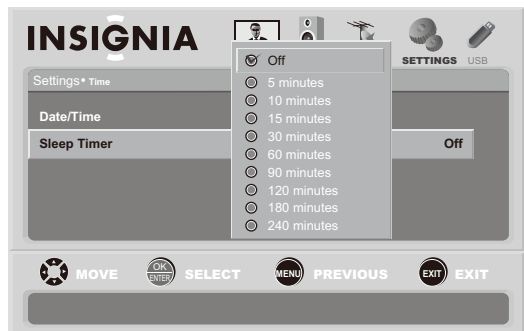 INSIGNIA
SETTINGS USB
Settings• Time
Date/Time
Sleep Timer Off
Off
5 minutes
10 minutes
15 minutes
30 minutes
60 minutes
90 minutes
120 minutes
180 minutes
240 minutes
MOVE OK ENTER SELECT MENU PREVIOUS EXIT EXIT